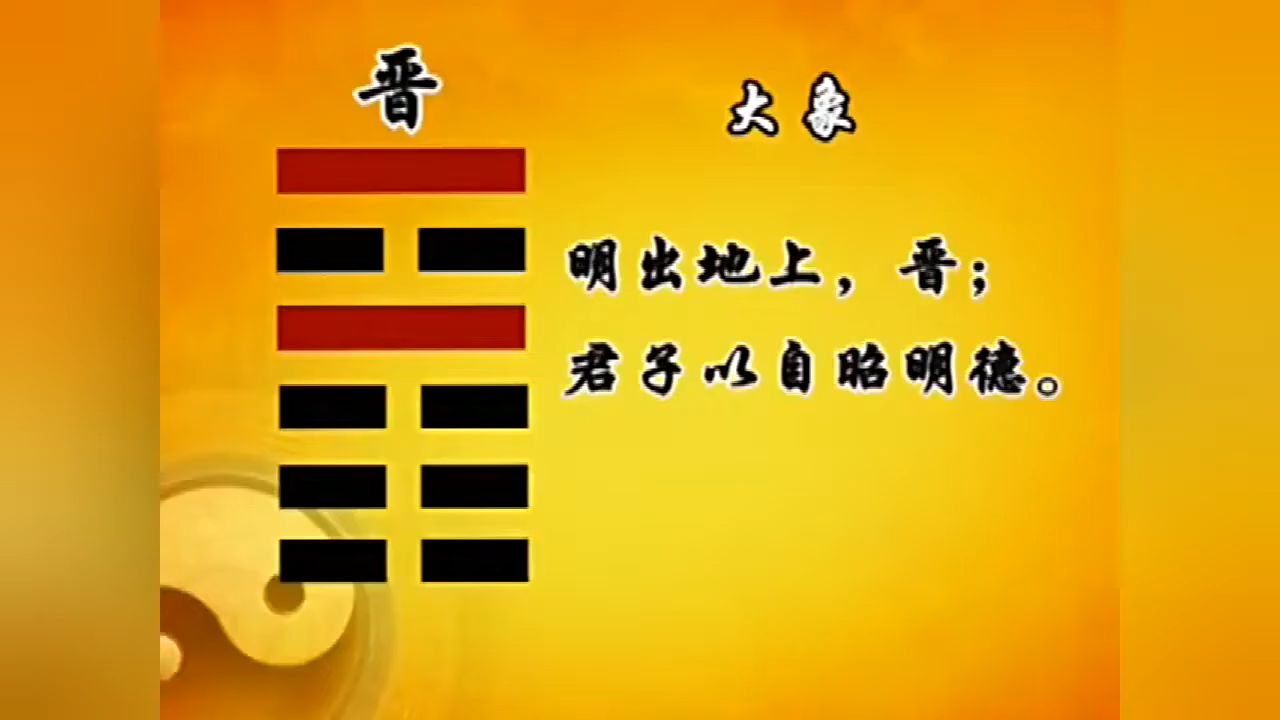 晋
大象
明出地上，晋；
君子以自昭明德。